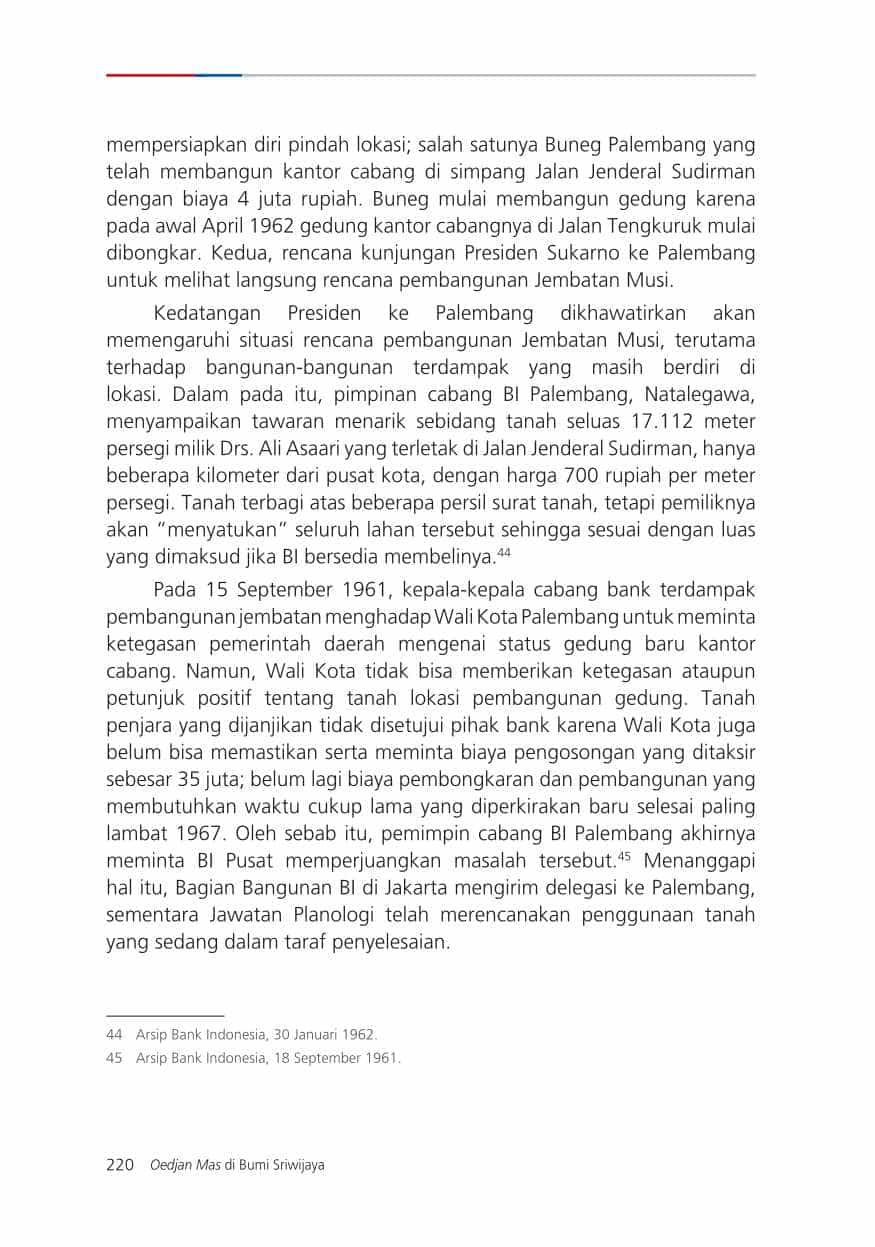 mempersiapkan diri pindah lokasi; salah satunya Buneg Palembang yang
telah membangun kantor cabang di simpang Jalan Jenderal Sudirman
dengan biaya 4 juta rupiah. Buneg mulai membangun gedung karena
pada awal April 1962 gedung kantor cabangnya di Jalan Tengkuruk mulai
dibongkar. Kedua, rencana kunjungan Presiden Sukarno ke Palembang
untuk melihat langsung rencana pembangunan Jembatan Musi.
Kedatangan Presiden ke Palembang dikhawatirkan akan
memengaruhi situasi rencana pembangunan Jembatan Musi, terutama
terhadap bangunan-bangunan terdampak yang masih berdiri di
lokasi. Dalam pada itu, pimpinan cabang BI Palembang, Natalegawa,
menyampaikan tawaran menarik sebidang tanah seluas 17.112 meter
persegi milik Drs. Ali Asaari yang terletak di Jalan Jenderal Sudirman, hanya
beberapa kilometer dari pusat kota, dengan harga 700 rupiah per meter
persegi. Tanah terbagi atas beberapa persil surat tanah, tetapi pemiliknya
akan “menyatukan” seluruh lahan tersebut sehingga sesuai dengan luas
yang dimaksud jika BI bersedia membelinya.44
Pada 15 September 1961, kepala-kepala cabang bank terdampak
pembangunan jembatan menghadap Wali Kota Palembang untuk meminta
ketegasan pemerintah daerah mengenai status gedung baru kantor
cabang. Namun, Wali Kota tidak bisa memberikan ketegasan ataupun
petunjuk positif tentang tanah lokasi pembangunan gedung. Tanah
penjara yang dijanjikan tidak disetujui pihak bank karena Wali Kota juga
belum bisa memastikan serta meminta biaya pengosongan yang ditaksir
sebesar 35 juta; belum lagi biaya pembongkaran dan pembangunan yang
membutuhkan waktu cukup lama yang diperkirakan baru selesai paling
lambat 1967. Oleh sebab itu, pemimpin cabang BI Palembang akhirnya
meminta BI Pusat memperjuangkan masalah tersebut.45 Menanggapi
hal itu, Bagian Bangunan BI di Jakarta mengirim delegasi ke Palembang,
sementara Jawatan Planologi telah merencanakan penggunaan tanah
yang sedang dalam taraf penyelesaian.
44 Arsip Bank Indonesia, 30 Januari 1962.
45 Arsip Bank Indonesia, 18 September 1961.
220 Oedjan Mas di Bumi Sriwijaya